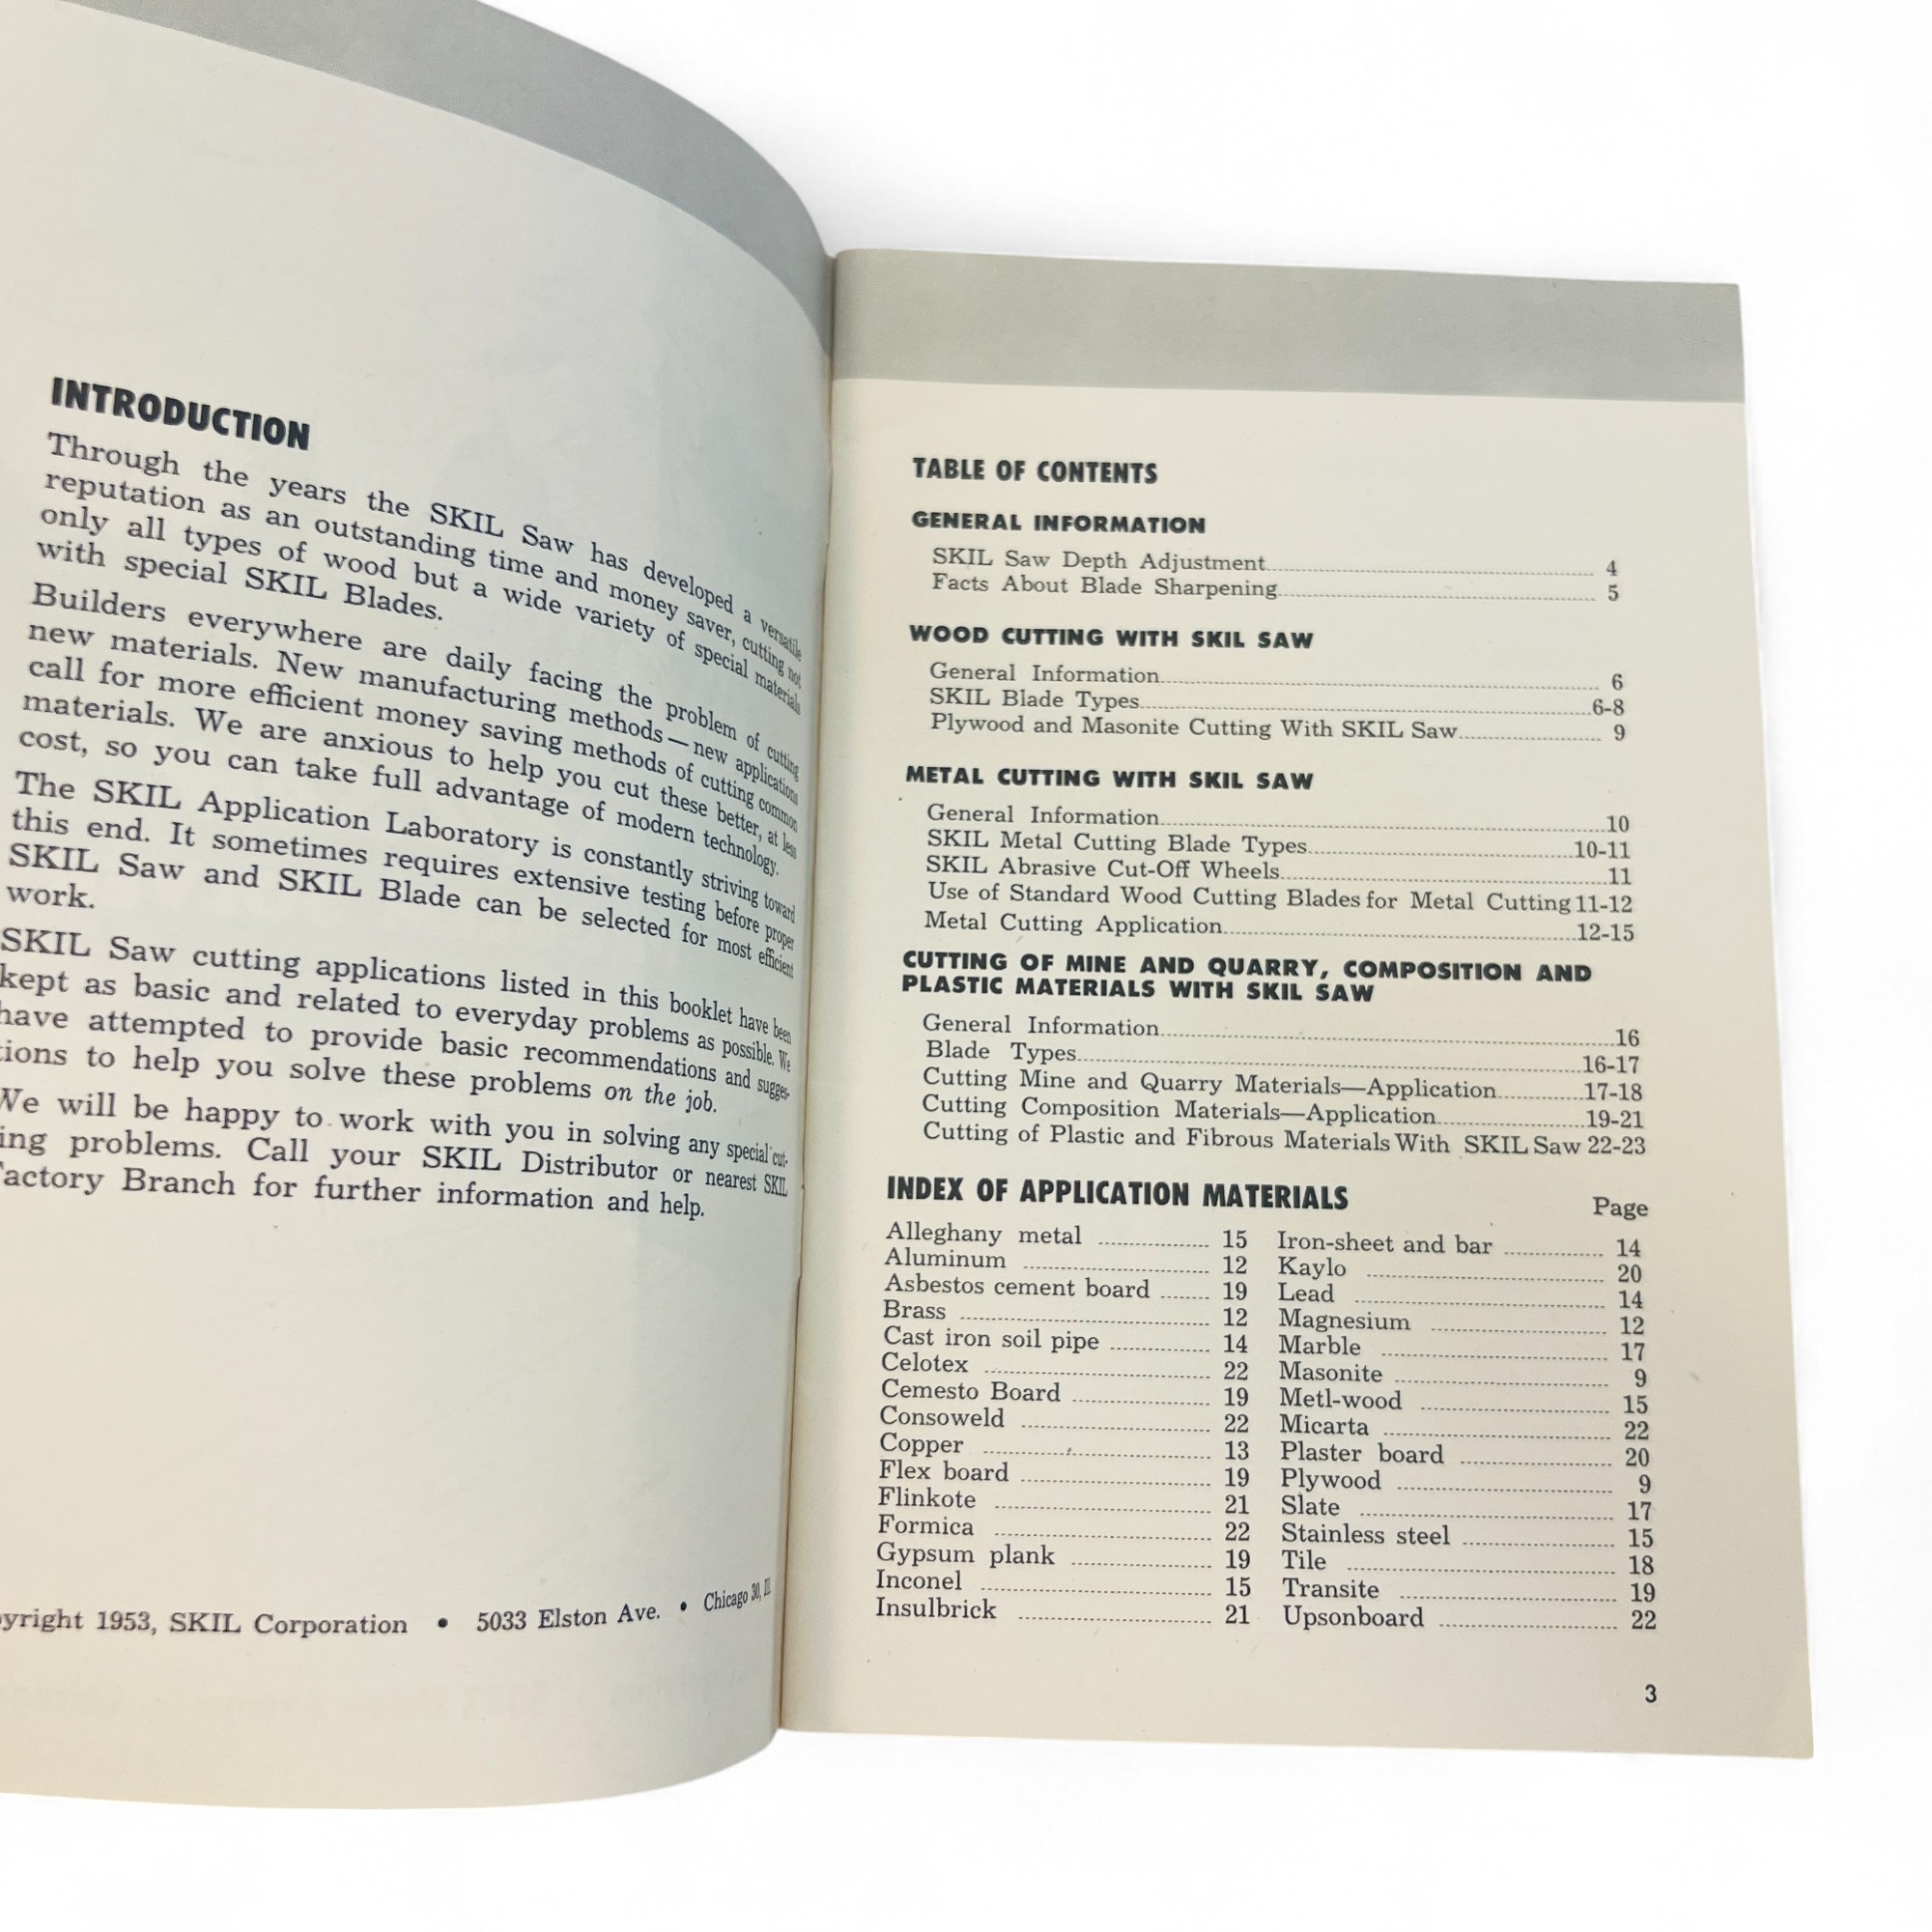 INTRODUCTION
Through the years the SKIL Saw has developed a versatile
reputation as an outstanding time and money saver, cutting not
only all types of wood but a wide variety of special materials
with special SKIL Blades.
Builders everywhere are daily facing the problem of cutting
new materials. New manufacturing methods—new applications
call for more efficient money saving methods of cutting common
materials. We are anxious to help you cut these better, at less
cost, so you can take full advantage of modern technology.
The SKIL Application Laboratory is constantly striving toward
this end. It sometimes requires extensive testing before proper
SKIL Saw and SKIL Blade can be selected for most efficient
work.
SKIL Saw cutting applications listed in this booklet have been
kept as basic and related to everyday problems as possible. We
have attempted to provide basic recommendations and sugges-
tions to help you solve these problems on the job.
We will be happy to work with you in solving any special cut-
ing problems. Call your SKIL Distributor or nearest SKIL
Factory Branch for further information and help.
yright 1953, SKIL Corporation • 5033 Elston Ave. • Chicago 30, Ill.
TABLE OF CONTENTS
GENERAL INFORMATION
SKIL Saw Depth Adjustment 4
Facts About Blade Sharpening 5
WOOD CUTTING WITH SKIL SAW
General Information 6
SKIL Blade Types 6-8
Plywood and Masonite Cutting With SKIL Saw 9
METAL CUTTING WITH SKIL SAW
General Information 10
SKIL Metal Cutting Blade Types 10-11
SKIL Abrasive Cut-Off Wheels 11
Use of Standard Wood Cutting Blades for Metal Cutting 11-12
Metal Cutting Application 12-15
CUTTING OF MINE AND QUARRY, COMPOSITION AND
PLASTIC MATERIALS WITH SKIL SAW
General Information 16
Blade Types 16-17
Cutting Mine and Quarry Materials—Application 17-18
Cutting Composition Materials—Application 19-21
Cutting of Plastic and Fibrous Materials With SKIL Saw 22-23
INDEX OF APPLICATION MATERIALS
Page
Alleghany metal 15
Aluminum 12
Asbestos cement board 19
Brass 12
Cast iron soil pipe 14
Celotex 22
Cemesto Board 19
Consoweld 22
Copper 13
Flex board 19
Flinkote 21
Formica 22
Gypsum plank 19
Inconel 15
Insulbrick 21
Iron-sheet and bar 14
Kaylo 20
Lead 14
Magnesium 12
Marble 17
Masonite 9
Metl-wood 15
Micarta 22
Plaster board 20
Plywood 9
Slate 17
Stainless steel 15
Tile 18
Transite 19
Upsonboard 22
3